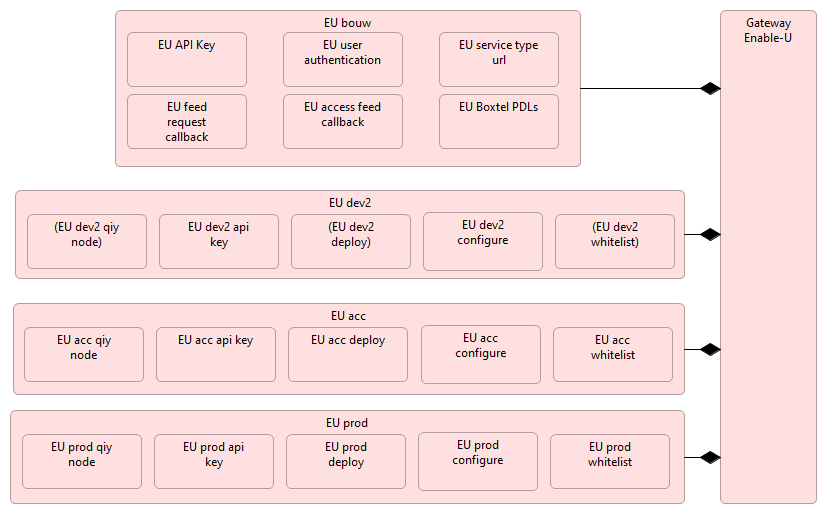 EU bouw
EU API Key
EU user
authentication
EU service type
url
EU feed
request
callback
EU access feed
callback
EU Boxtel PDLs
Gateway
Enable-U
EU dev2
(EU dev2 qiy
node)
EU dev2 api
key
(EU dev2
deploy)
EU dev2
configure
(EU dev2
whitelist)
EU acc
EU acc qiy
node
EU acc api key
EU acc deploy
EU acc
configure
EU acc
whitelist
EU prod
EU prod qiy
node
EU prod api
key
EU prod
deploy
EU prod
configure
EU prod
whitelist